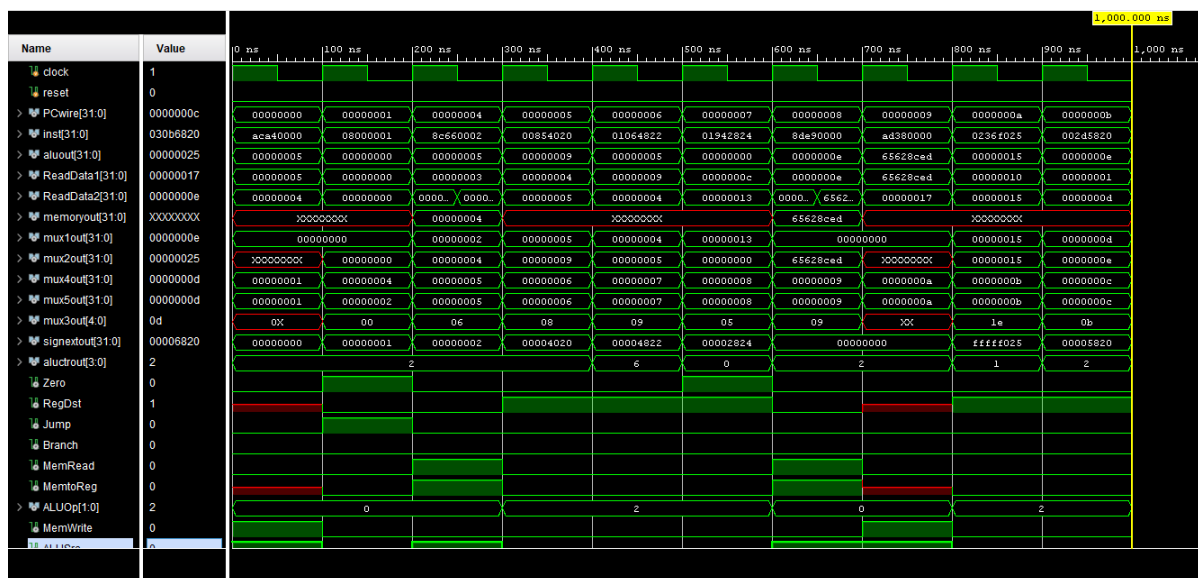 1,000.000 ns
Name Value 0 ns 100 ns 200 ns 300 ns 400 ns 500 ns 600 ns 700 ns 800 ns 900 ns 1,000 ns
clock 1
reset 0
PCwire[31:0] 0000000c 00000000 00000001 00000004 00000005 00000006 00000007 00000008 00000009 0000000a 0000000b
inst[31:0] 030b6820 aca40000 08000001 8c660002 00854020 01064822 01942824 8de90000 ad380000 0236f025 002d5820
aluout[31:0] 00000025 00000005 00000000 00000005 00000009 00000005 00000000 0000000e 65628ced 00000015 0000000e
ReadData1[31:0] 00000017 00000005 00000000 00000003 00000004 00000009 0000000c 0000000e 65628ced 00000010 00000001
ReadData2[31:0] 0000000e 00000004 00000000 0000... 0000... 00000005 00000004 00000013 0000... 6562... 00000017 00000015 0000000d
memoryout[31:0] XXXXXXXX XXXXXXXX 00000004 XXXXXXXX 65628ced XXXXXXXX
mux1out[31:0] 0000000e 00000000 00000002 00000005 00000004 00000013 00000000 00000015 0000000d
mux2out[31:0] 00000025 XXXXXXXX 00000000 00000004 00000009 00000005 00000000 65628ced XXXXXXXX 00000015 0000000e
mux4out[31:0] 0000000d 00000001 00000004 00000005 00000006 00000007 00000008 00000009 0000000a 0000000b 0000000c
mux5out[31:0] 0000000d 00000001 00000002 00000005 00000006 00000007 00000008 00000009 0000000a 0000000b 0000000c
mux3out[4:0] 0d 0X 00 06 08 09 05 09 XX 1e 0b
signextout[31:0] 00006820 00000000 00000001 00000002 00004020 00004822 00002824 00000000 fffff025 00005820
aluctrout[3:0] 2 2 6 0 2 1 2
Zero 0
RegDst 1
Jump 0
Branch 0
MemRead 0
MemtoReg 0
ALUOp[1:0] 2 0 2 0 2
MemWrite 0